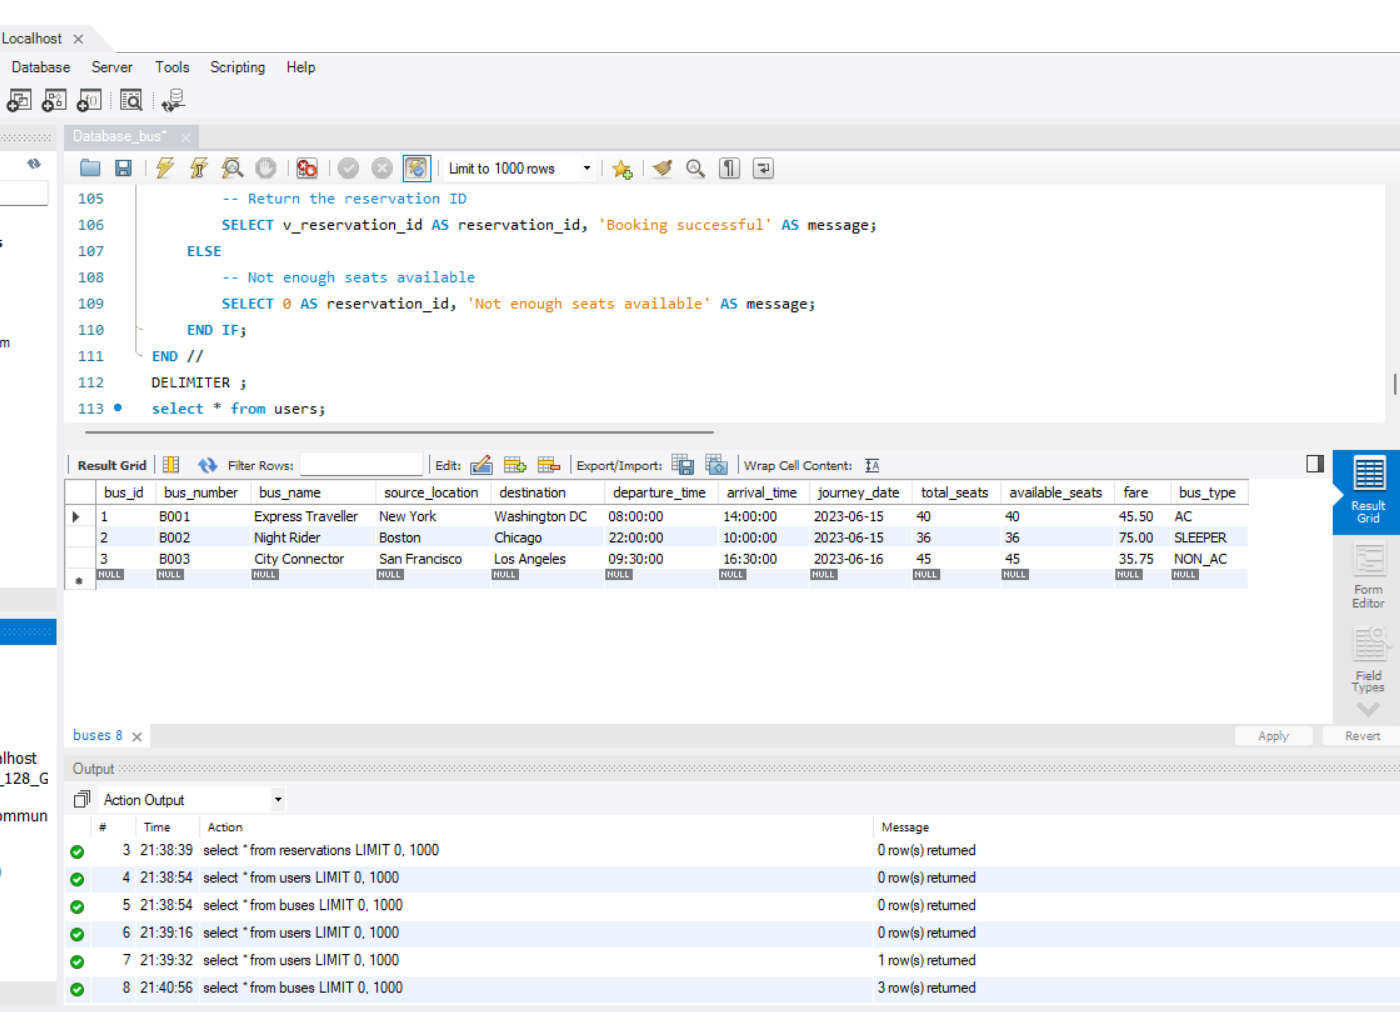 Localhost
Database Server Tools Scripting Help
Database_bus*
Limit to 1000 rows
105 -- Return the reservation ID
106 SELECT v_reservation_id AS reservation_id, 'Booking successful' AS message;
107 ELSE
108 -- Not enough seats available
109 SELECT 0 AS reservation_id, 'Not enough seats available' AS message;
110 END IF;
111 END //
112 DELIMITER ;
113 select * from users;
Result Grid Filter Rows: Edit: Export/Import: Wrap Cell Content:
bus_id bus_number bus_name source_location destination departure_time arrival_time journey_date total_seats available_seats fare bus_type
1 B001 Express Traveller New York Washington DC 08:00:00 14:00:00 2023-06-15 40 40 45.50 AC
2 B002 Night Rider Boston Chicago 22:00:00 10:00:00 2023-06-15 36 36 75.00 SLEEPER
3 B003 City Connector San Francisco Los Angeles 09:30:00 16:30:00 2023-06-16 45 45 35.75 NON_AC
NULL NULL NULL NULL NULL NULL NULL NULL NULL NULL NULL NULL
Result
Grid
Form
Editor
Field
Types
buses 8
Apply Revert
Output
Action Output
# Time Action Message
3 21:38:39 select * from reservations LIMIT 0, 1000 0 row(s) returned
4 21:38:54 select * from users LIMIT 0, 1000 0 row(s) returned
5 21:38:54 select * from buses LIMIT 0, 1000 0 row(s) returned
6 21:39:16 select * from users LIMIT 0, 1000 0 row(s) returned
7 21:39:32 select * from users LIMIT 0, 1000 1 row(s) returned
8 21:40:56 select * from buses LIMIT 0, 1000 3 row(s) returned
alhost
_128_G
ommun